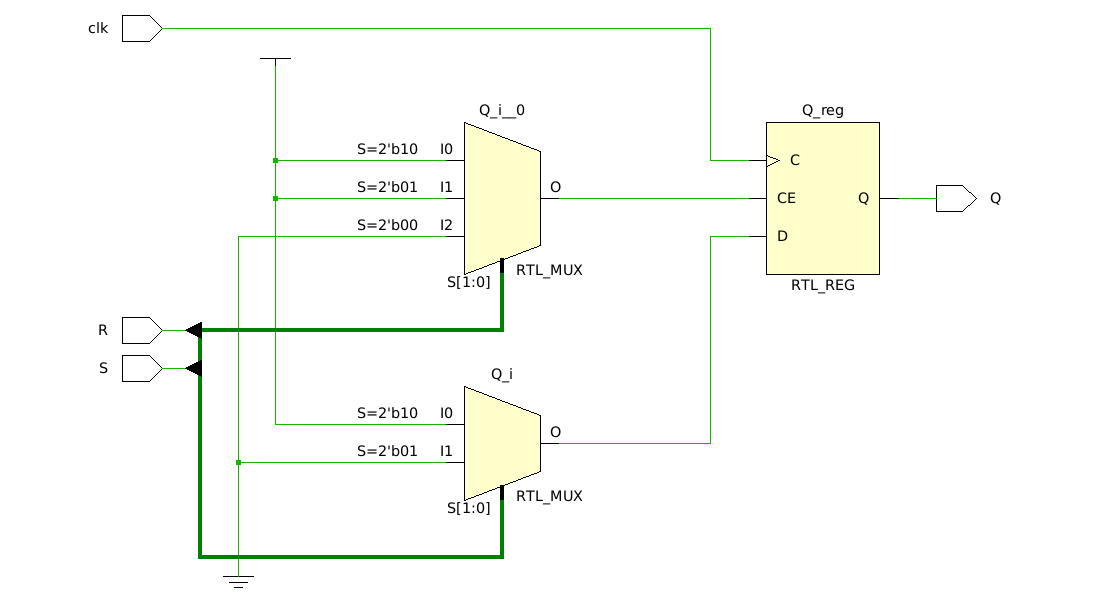 clk
Q_i__0
Q_reg
S=2'b10 I0
C
S=2'b01 I1
O
CE
Q
Q
S=2'b00 I2
D
RTL_MUX
S[1:0]
RTL_REG
R
S
Q_i
S=2'b10 I0
O
S=2'b01 I1
RTL_MUX
S[1:0]